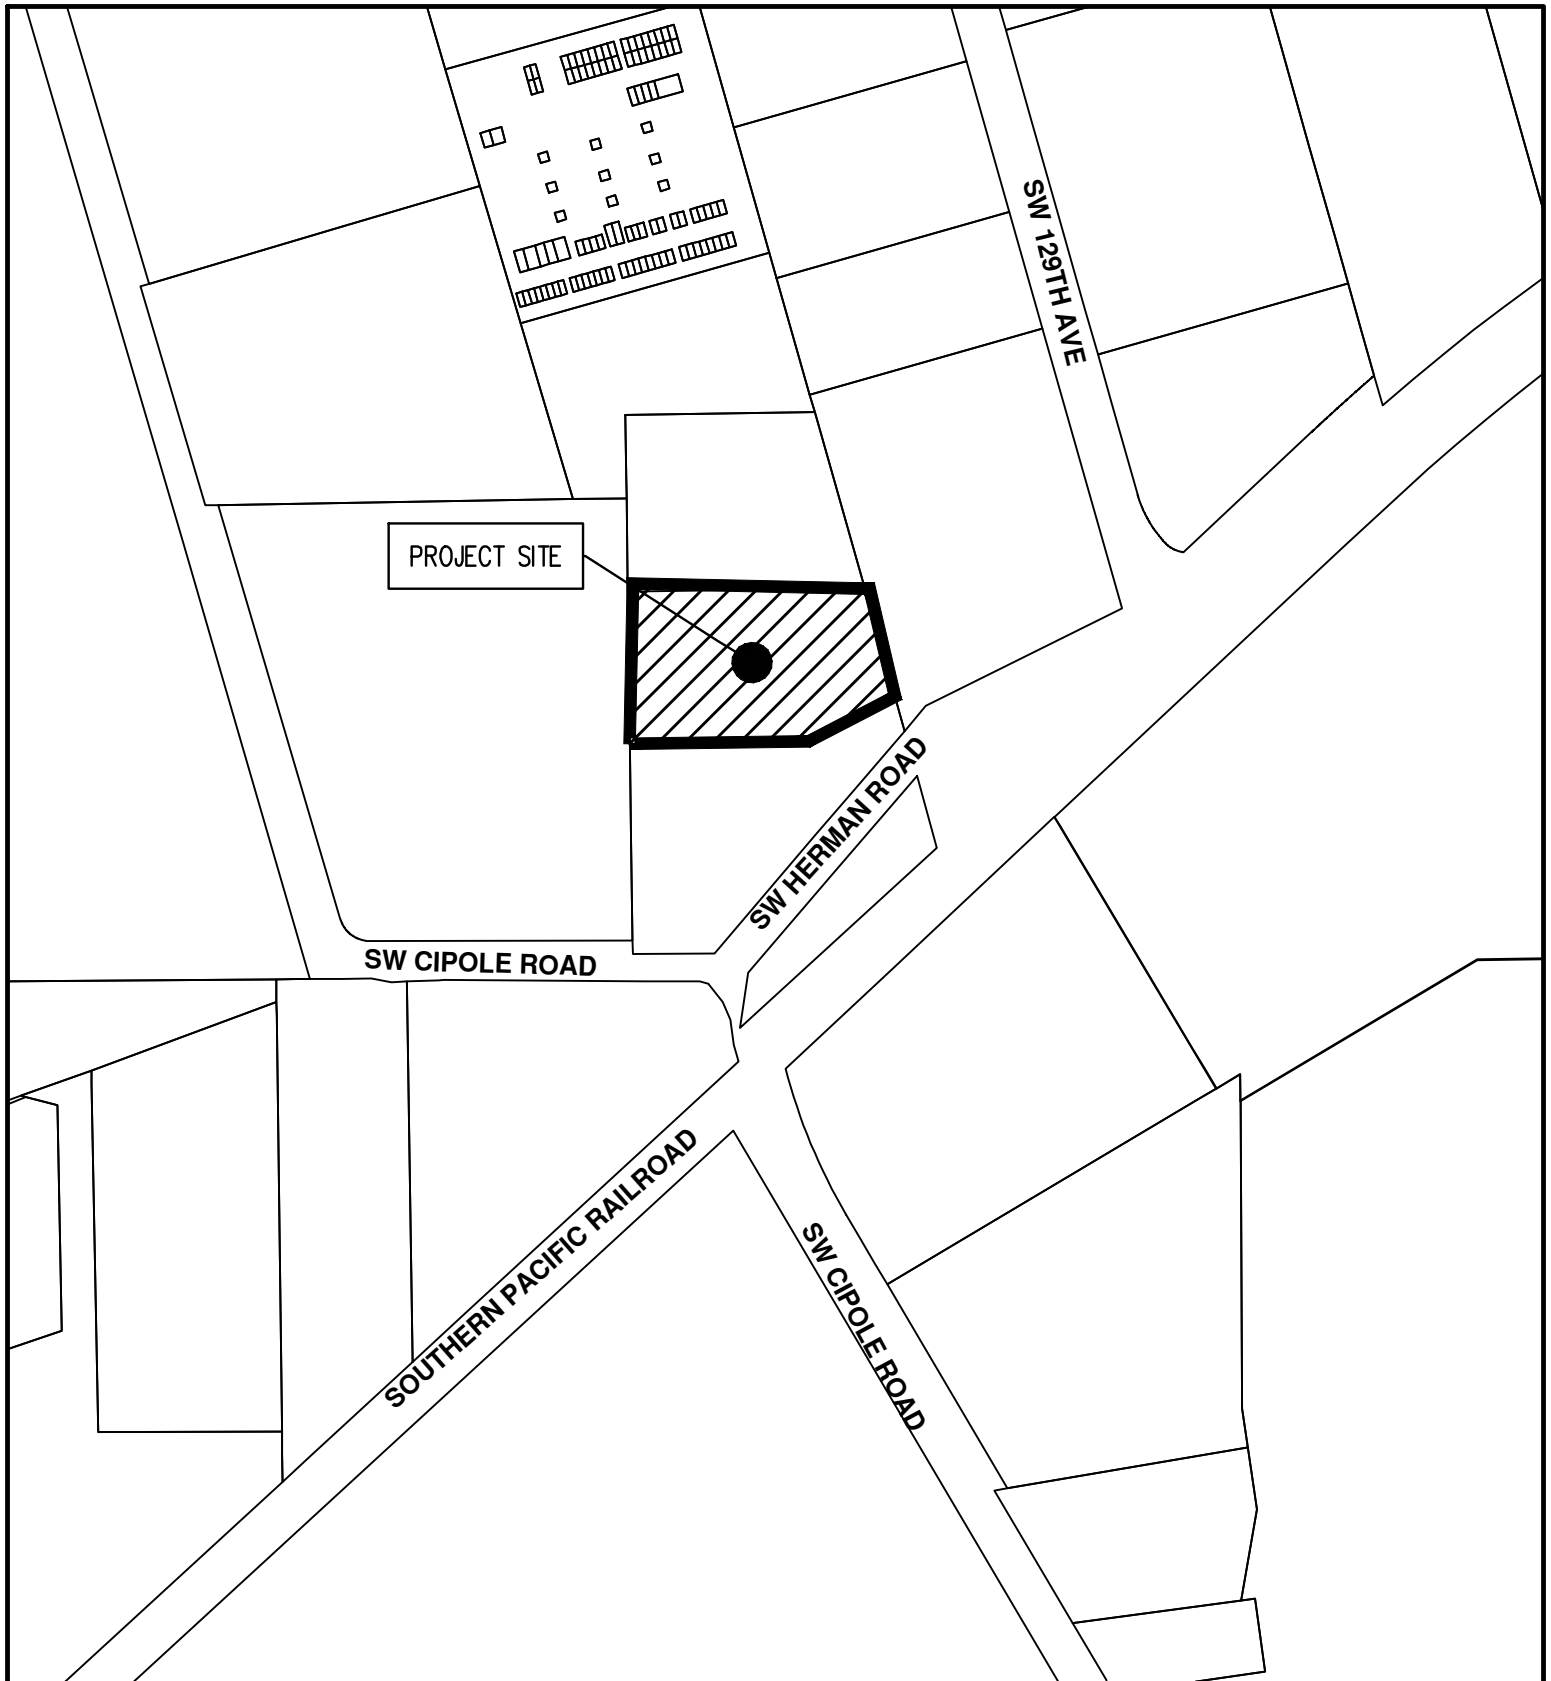 SW 129TH AVE
PROJECT SITE
SW HERMAN ROAD
SW CIPOLE ROAD
SOUTHERN PACIFIC RAILROAD
SW CIPOLE ROAD